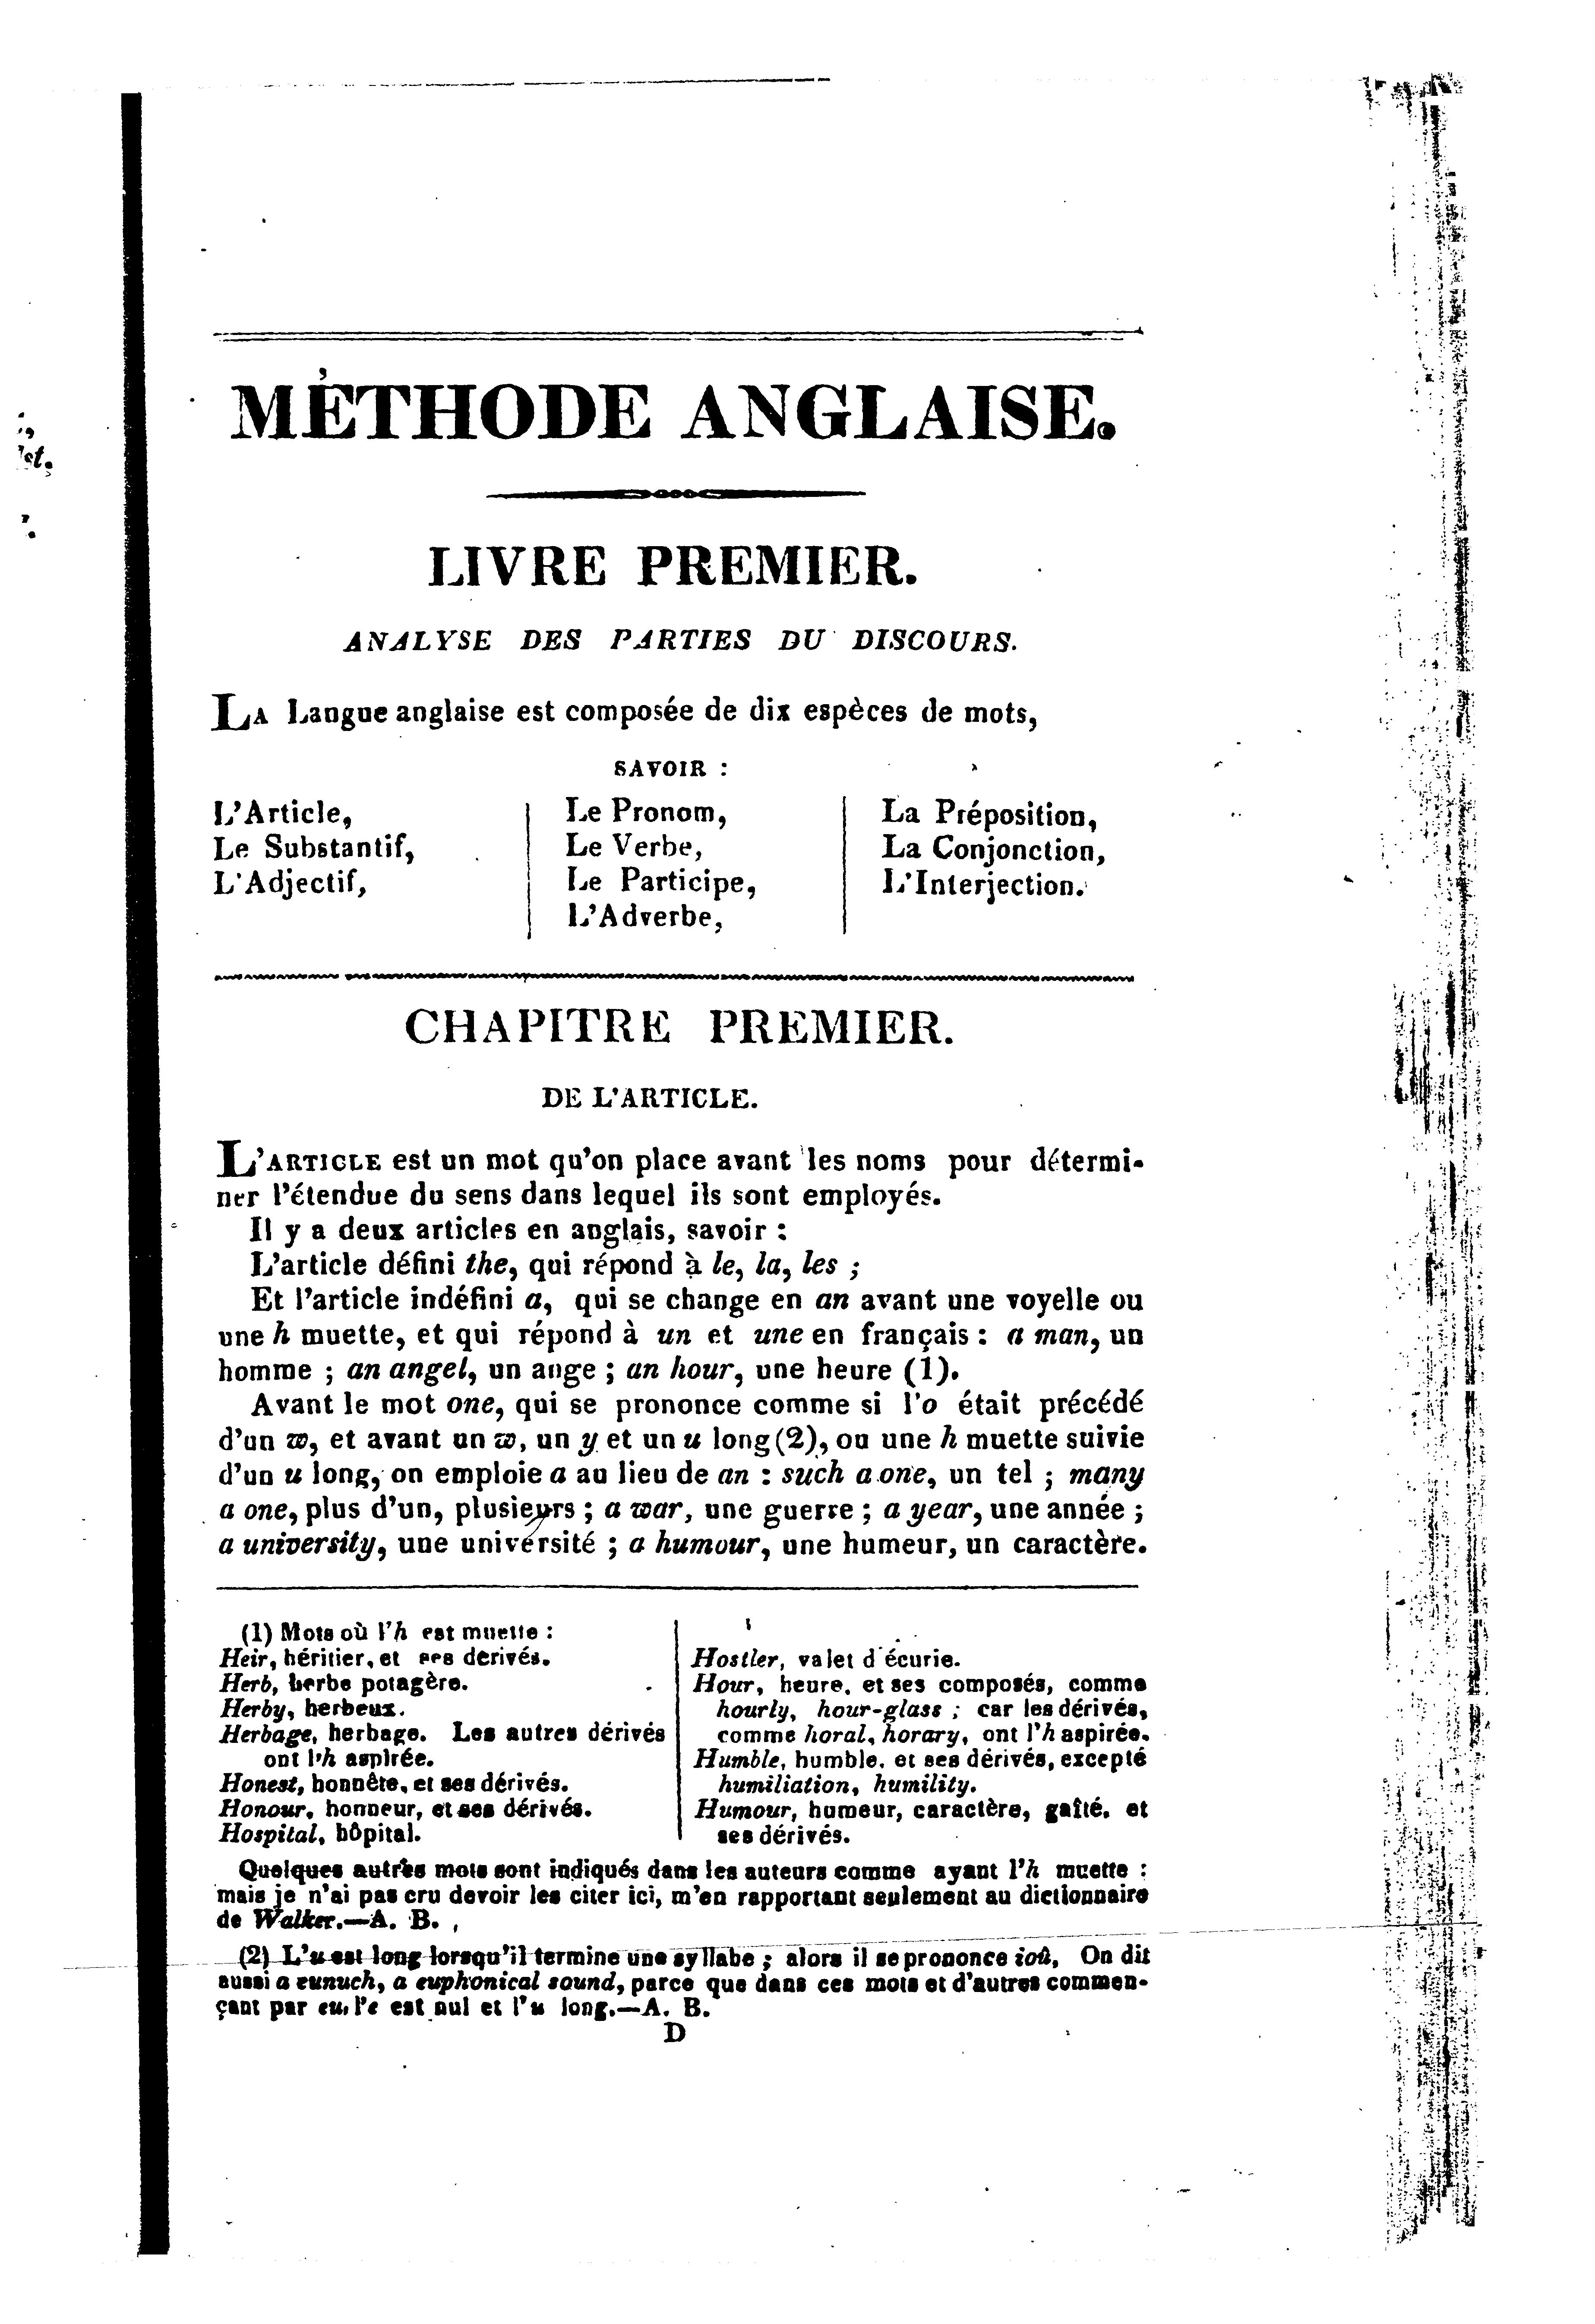 MÉTHODE ANGLAISE.
LIVRE PREMIER.
ANALYSE DES PARTIES DU DISCOURS.
LA Langue anglaise est composée de dix espèces de mots,
SAVOIR :
L'Article,
Le Substantif,
L'Adjectif,
Le Pronom,
Le Verbe,
Le Participe,
L'Adverbe,
La Préposition,
La Conjonction,
L'Interjection.
CHAPITRE PREMIER.
DE L'ARTICLE.
L'ARTICLE est un mot qu'on place avant les noms pour détermi-
ner l'étendue du sens dans lequel ils sont employés.
Il y a deux articles en anglais, savoir :
L'article défini the, qui répond à le, la, les ;
Et l'article indéfini a, qui se change en an avant une voyelle ou
une h muette, et qui répond à un et une en français : a man, un
homme ; an angel, un ange ; an hour, une heure (1).
Avant le mot one, qui se prononce comme si l'o était précédé
d'un w, et avant un w, un y et un u long (2), ou une h muette suivie
d'un u long, on emploie a au lieu de an : such a one, un tel ; many
a one, plus d'un, plusieurs ; a war, une guerre ; a year, une année ;
a university, une université ; a humour, une humeur, un caractère.
(1) Mots où l'h est muette :
Heir, héritier, et ses dérivés.
Herb, herbe potagère.
Herby, herbeux.
Herbage, herbage. Les autres dérivés
ont l'h aspirée.
Honest, honnête, et ses dérivés.
Honour, honneur, et ses dérivés.
Hospital, hôpital.
Hostler, valet d'écurie.
Hour, heure, et ses composés, comme
hourly, hour-glass ; car les dérivés,
comme horal, horary, ont l'h aspirée.
Humble, humble, et ses dérivés, excepté
humiliation, humility.
Humour, humeur, caractère, gaîté, et
ses dérivés.
Quelques autres mots sont indiqués dans les auteurs comme ayant l'h muette :
mais je n'ai pas cru devoir les citer ici, m'en rapportant seulement au dictionnaire
de Walker.—A. B.
(2) L'u est long lorsqu'il termine une syllabe ; alors il se prononce ioû. On dit
aussi a eunuch, a euphonical sound, parce que dans ces mots et d'autres commen-
çant par eu, l'e est nul et l'u long.—A. B.
D